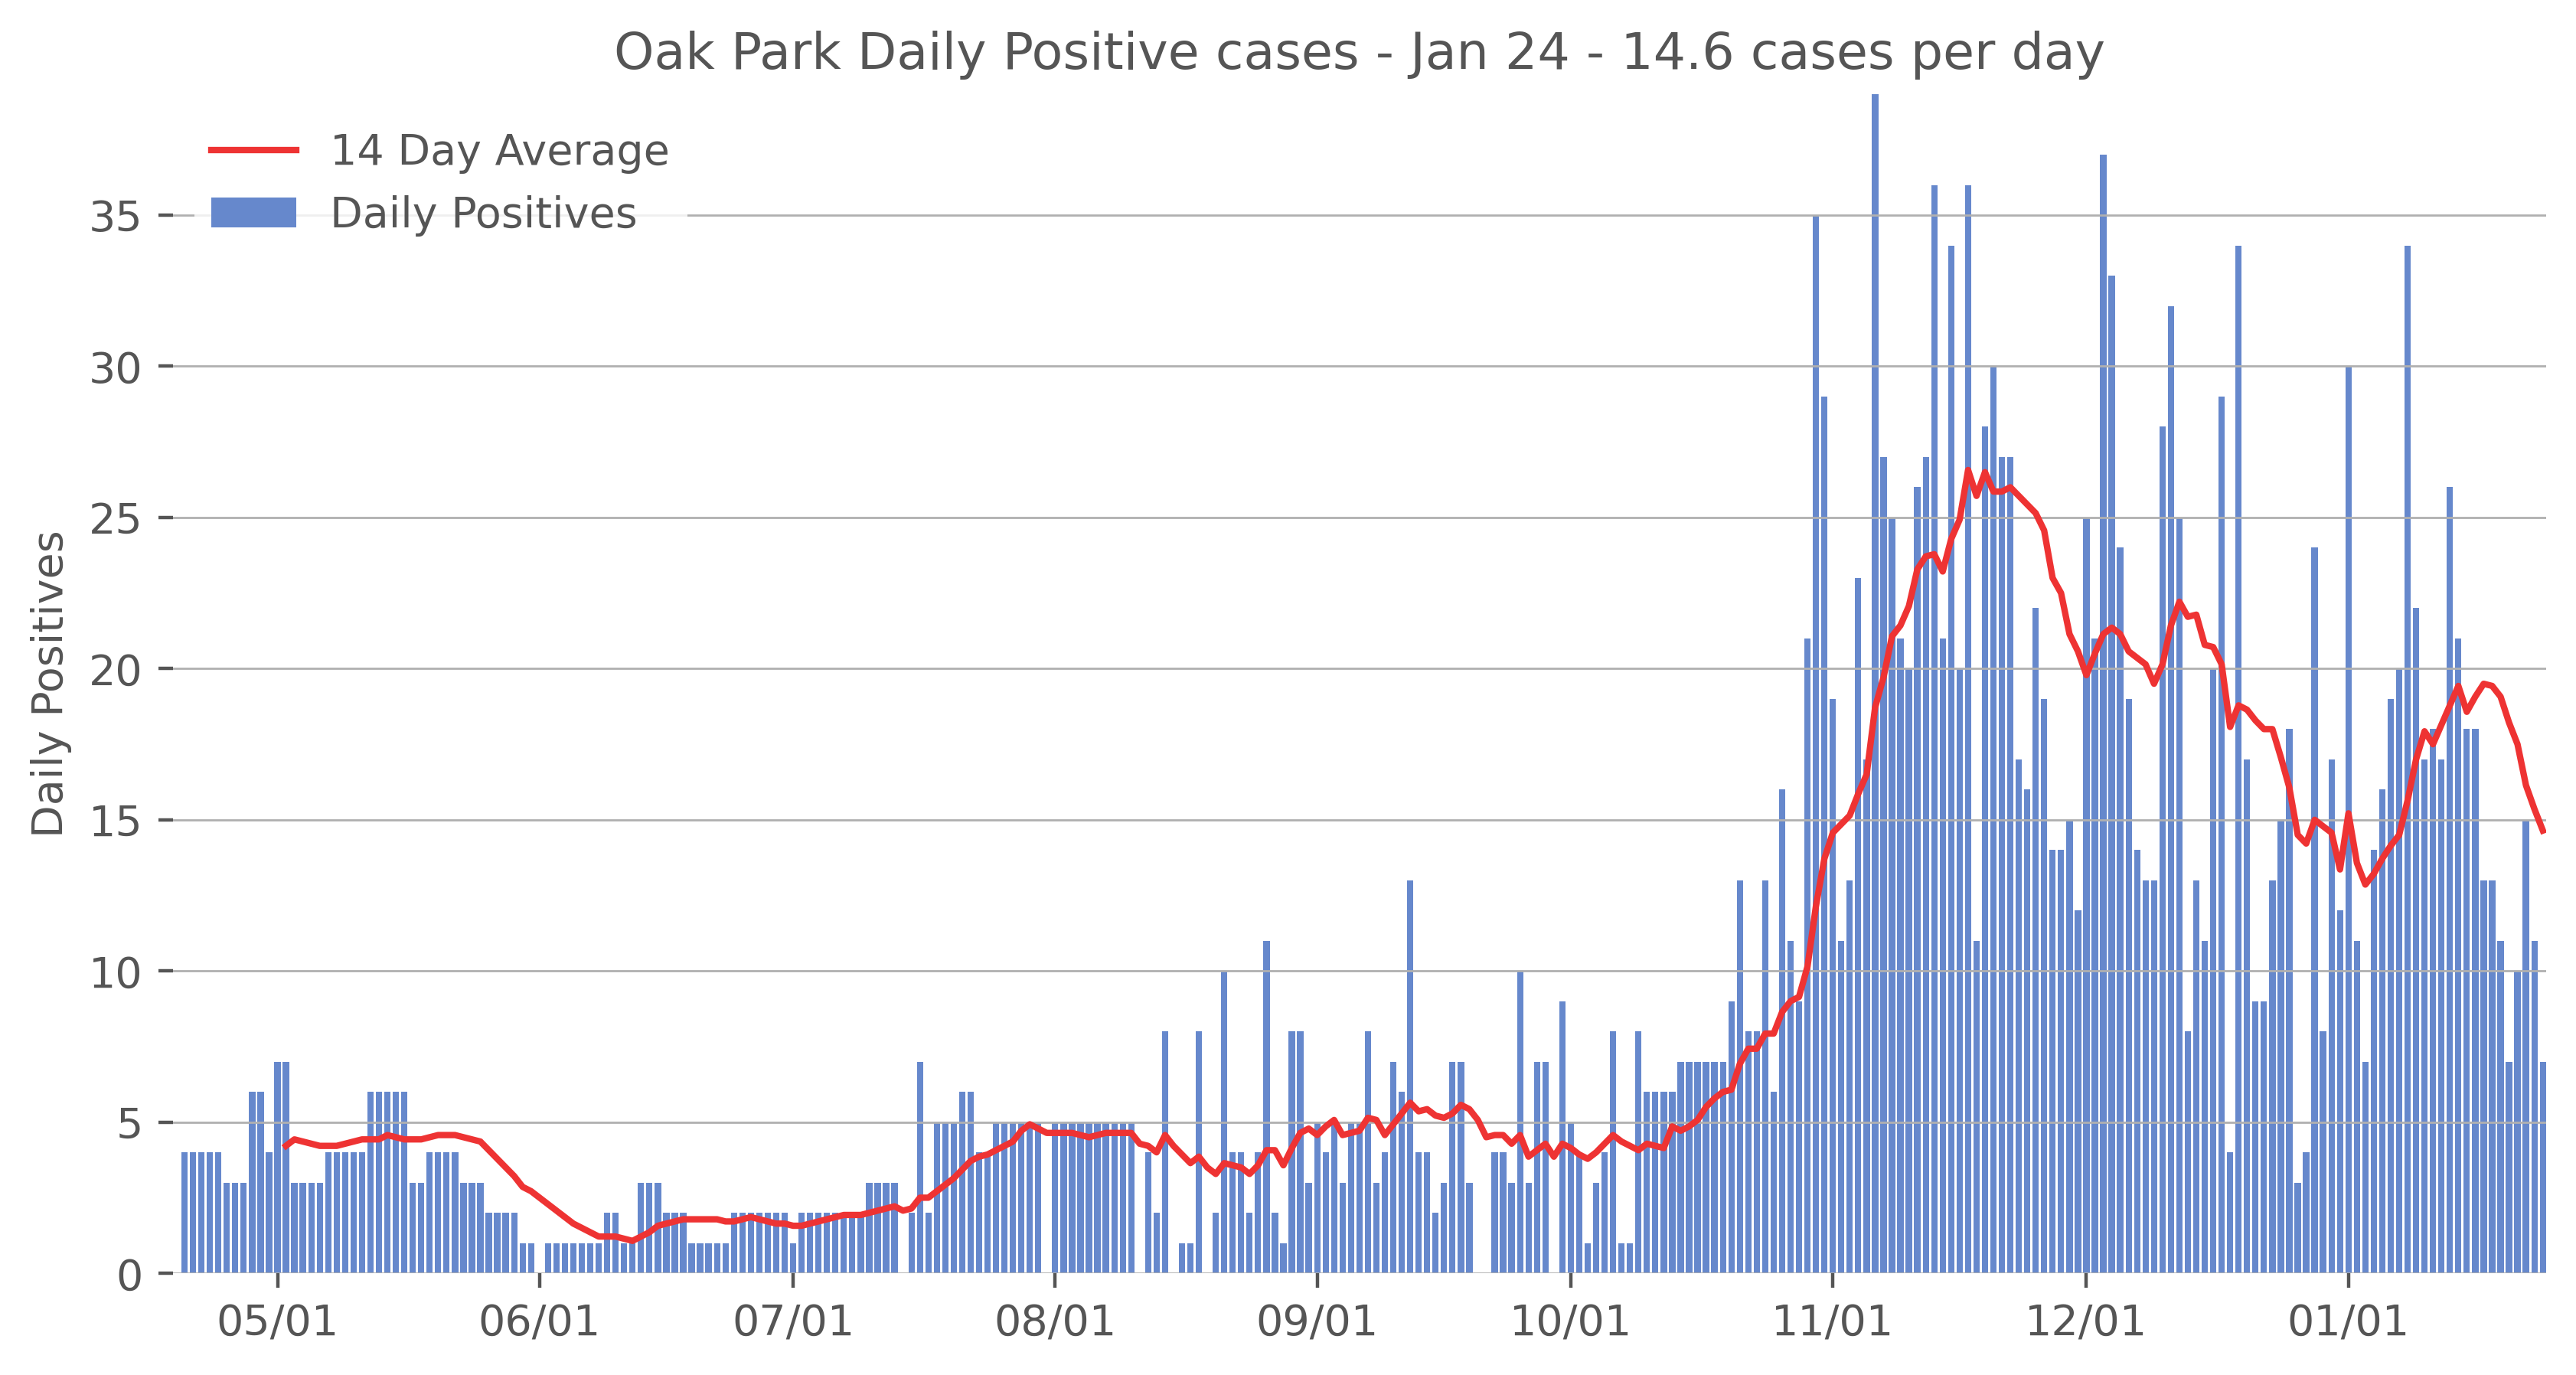 Oak Park Daily Positive cases - Jan 24 - 14.6 cases per day
14 Day Average
Daily Positives
Daily Positives
35
30
25
20
15
10
5
0
05/01 06/01 07/01 08/01 09/01 10/01 11/01 12/01 01/01